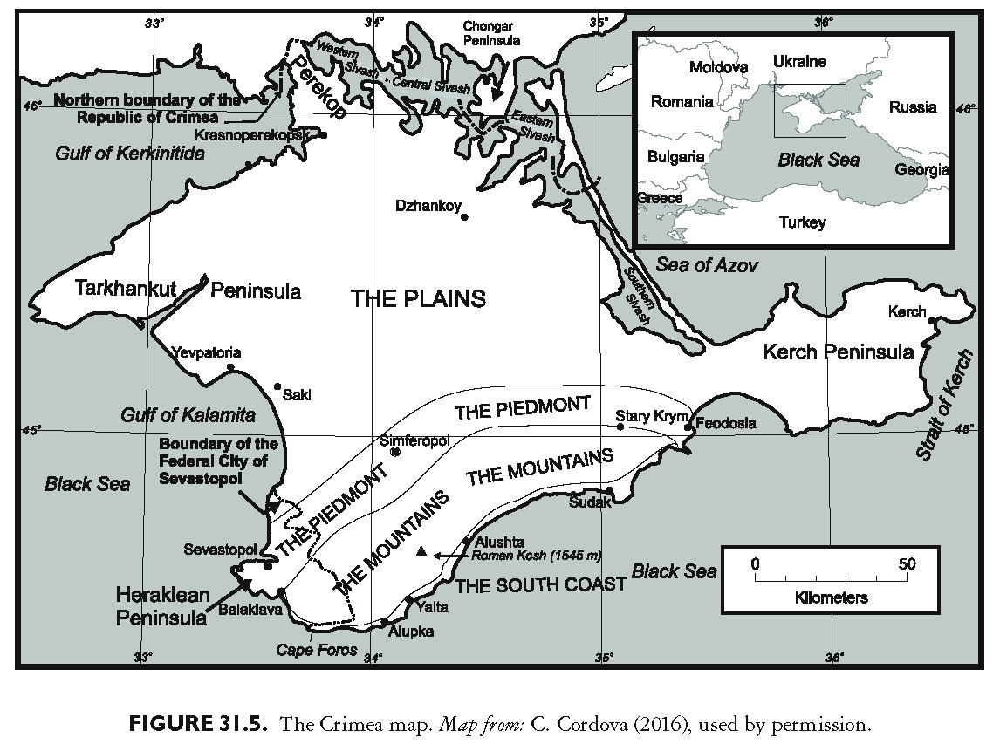 33°
34°
35°
36°
Chongar
Peninsula
Western
Sivash
Central Sivash
Perekop
Northern boundary of the
Republic of Crimea
46°
46°
Krasnoperekopsk
Gulf of Kerkinitida
Eastern
Sivash
Dzhankoy
Moldova
Ukraine
Romania
Russia
Bulgaria
Black Sea
Georgia
Greece
Turkey
Sea of Azov
Tarkhankut
Peninsula
THE PLAINS
Southern
Sivash
Kerch
Kerch Peninsula
Strait of Kerch
Yevpatoria
Saki
Gulf of Kalamita
THE PIEDMONT
Stary Krym
Feodosia
45°
45°
Simferopol
Boundary of the
Federal City of
Sevastopol
Black Sea
THE MOUNTAINS
THE PIEDMONT
THE MOUNTAINS
Sudak
Sevastopol
Alushta
Roman Kosh (1545 m)
THE SOUTH COAST
Black Sea
0
50
Kilometers
Heraklean
Peninsula
Balaklava
Yalta
Alupka
Cape Foros
33°
34°
35°
36°
FIGURE 31.5. The Crimea map. Map from: C. Cordova (2016), used by permission.